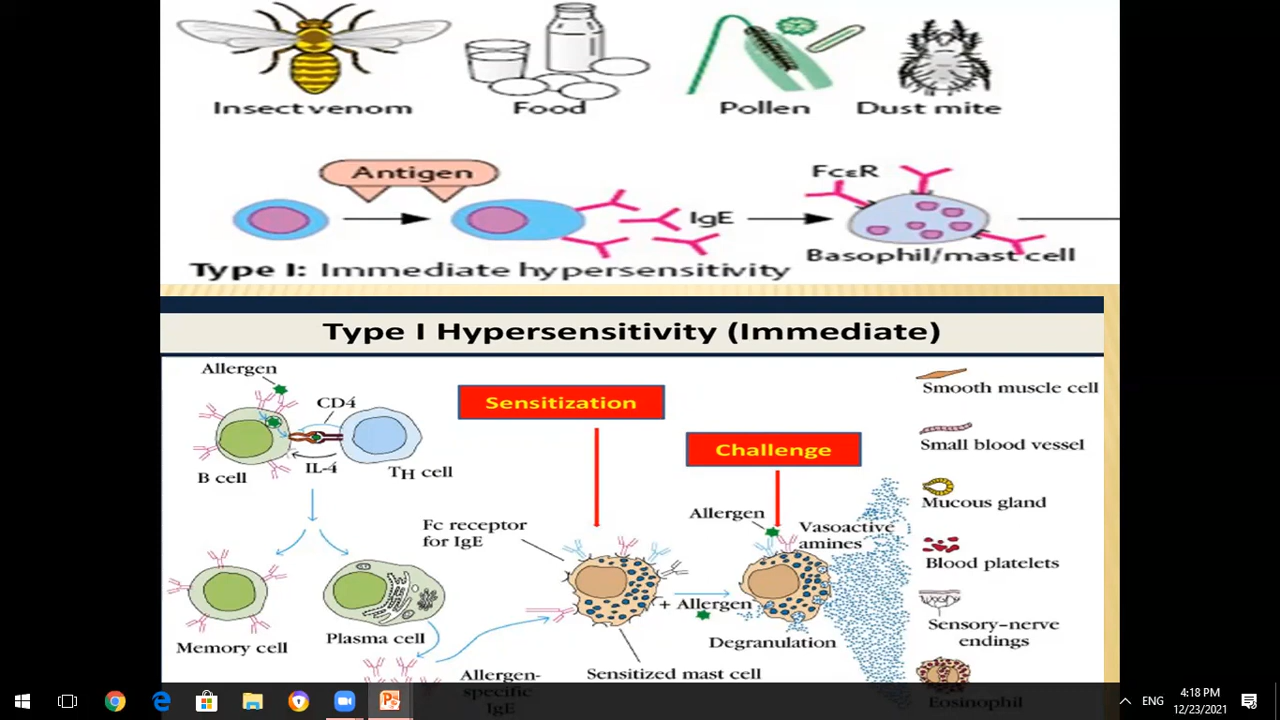 Insect venom
Food
Pollen
Dust mite
Antigen
FcεR
IgE
Basophil/mast cell
Type I: Immediate hypersensitivity
Type I Hypersensitivity (Immediate)
Allergen
CD4
IL-4
B cell
TH cell
Sensitization
Challenge
Smooth muscle cell
Small blood vessel
Mucous gland
Blood platelets
Sensory-nerve
endings
Eosinophil
Fc receptor
for IgE
Allergen
Vasoactive
amines
+ Allergen
Degranulation
Memory cell
Plasma cell
Sensitized mast cell
Allergen-
specific
IgE
ENG
4:18 PM
12/23/2021